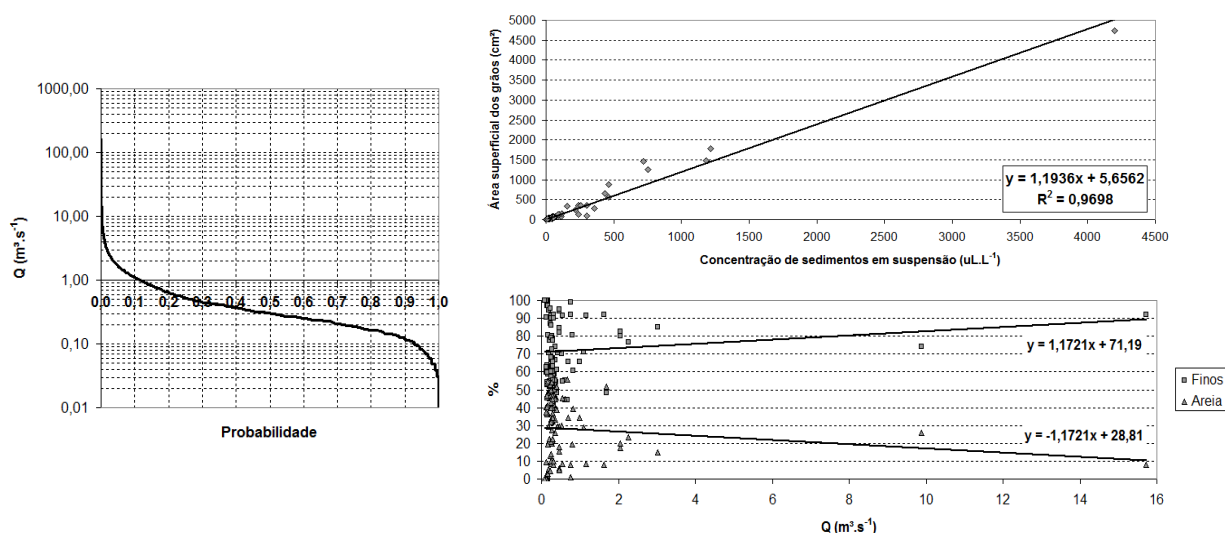 1000,00
100,00
10,00
1,00
0,10
0,01
Q (m³.s⁻¹)
0,0 0,1 0,2 0,3 0,4 0,5 0,6 0,7 0,8 0,9 1,0
Probabilidade
5000
4500
4000
3500
3000
2500
2000
1500
1000
500
0
Área superficial dos grãos (cm²)
y = 1,1936x + 5,6562
R² = 0,9698
0 500 1000 1500 2000 2500 3000 3500 4000 4500
Concentração de sedimentos em suspensão (uL.L⁻¹)
100
90
80
70
60
50
40
30
20
10
0
%
y = 1,1721x + 71,19
y = -1,1721x + 28,81
Finos
Areia
0 2 4 6 8 10 12 14 16
Q (m³.s⁻¹)